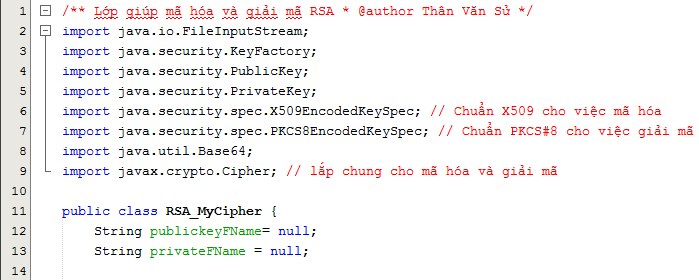 1 /** Lớp giúp mã hóa và giải mã RSA * @author Thân Văn Sử */
2 import java.io.FileInputStream;
3 import java.security.KeyFactory;
4 import java.security.PublicKey;
5 import java.security.PrivateKey;
6 import java.security.spec.X509EncodedKeySpec; // Chuẩn X509 cho việc mã hóa
7 import java.security.spec.PKCS8EncodedKeySpec; // Chuẩn PKCS#8 cho việc giải mã
8 import java.util.Base64;
9 import javax.crypto.Cipher; // lắp chung cho mã hóa và giải mã
10
11 public class RSA_MyCipher {
12 String publickeyFName= null;
13 String privateFName = null;
14